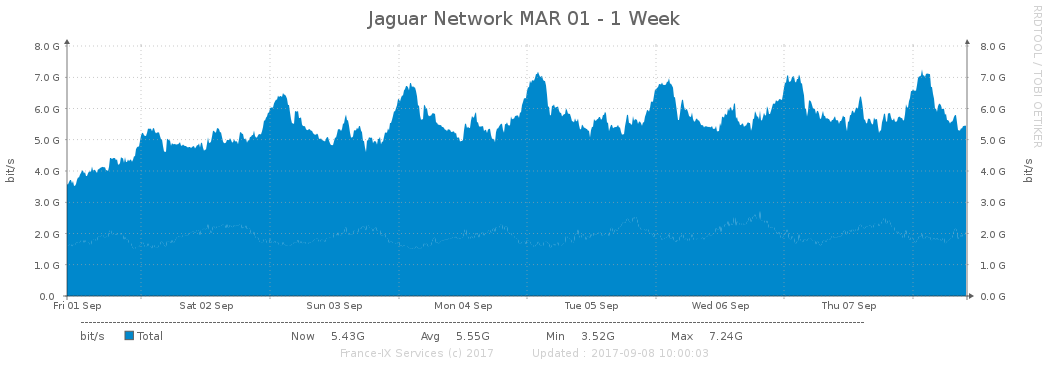 Jaguar Network MAR 01 - 1 Week
RRDTOOL / TOBI OETIKER
bit/s
8.0 G 8.0 G
7.0 G 7.0 G
6.0 G 6.0 G
5.0 G 5.0 G
4.0 G 4.0 G
3.0 G 3.0 G
2.0 G 2.0 G
1.0 G 1.0 G
0.0 0.0 G
bit/s
Fri 01 Sep Sat 02 Sep Sun 03 Sep Mon 04 Sep Tue 05 Sep Wed 06 Sep Thu 07 Sep
bit/s Total Now 5.43G Avg 5.55G Min 3.52G Max 7.24G
France-IX Services (c) 2017 Updated : 2017-09-08 10:00:03